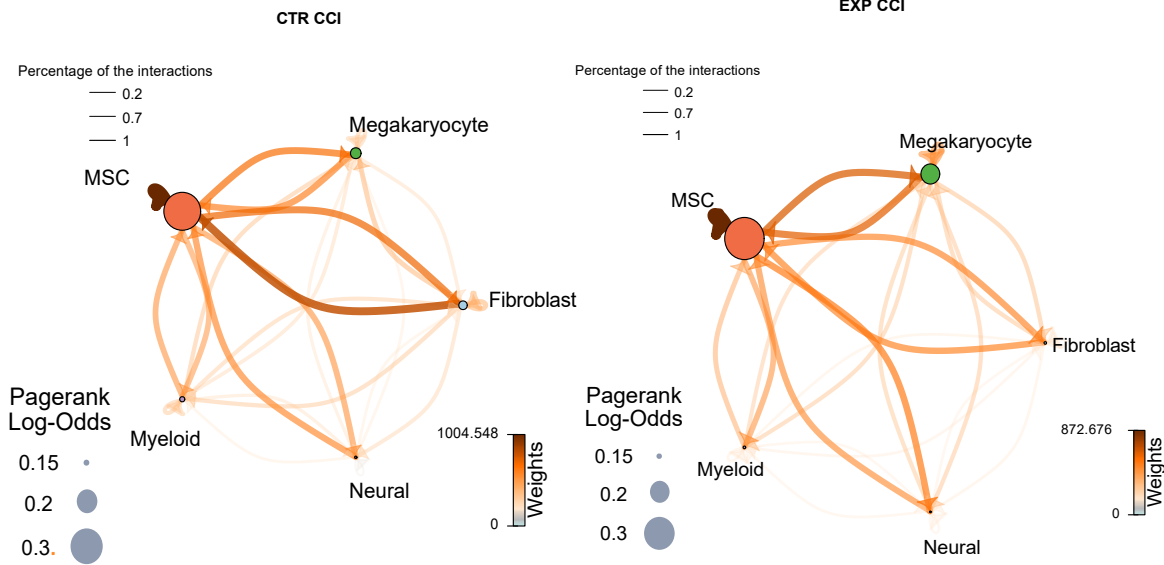 CTR CCI
Percentage of the interactions
0.2
0.7
1
Megakaryocyte
MSC
Fibroblast
Myeloid
Neural
Pagerank
Log-Odds
0.15
0.2
0.3.
1004.548
0
Weights
EXP CCI
Percentage of the interactions
0.2
0.7
1
Megakaryocyte
MSC
Fibroblast
Myeloid
Neural
Pagerank
Log-Odds
0.15
0.2
0.3
872.676
0
Weights